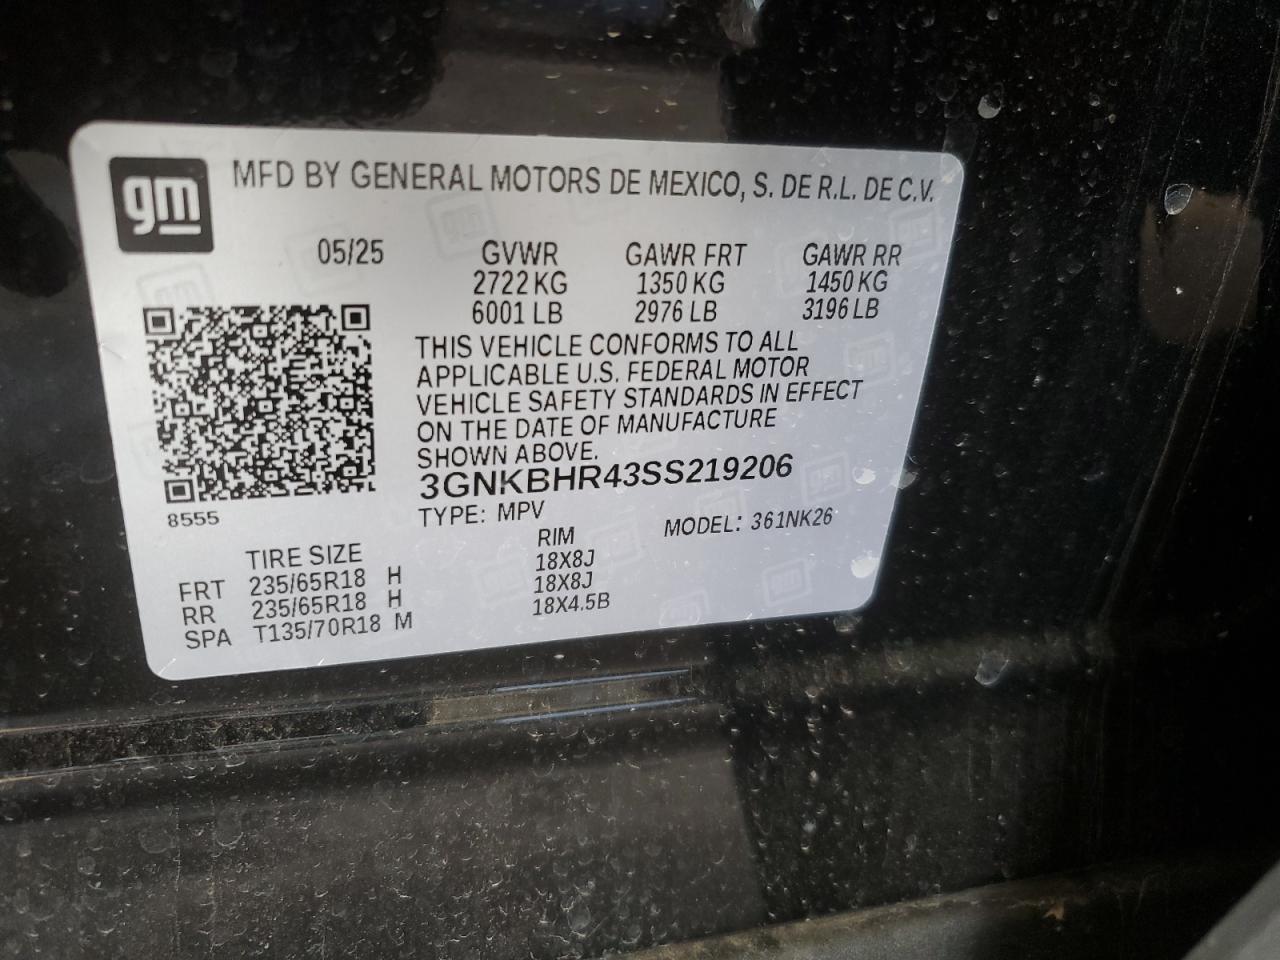 gm
MFD BY GENERAL MOTORS DE MEXICO, S. DE R.L. DE C.V.
05/25 GVWR GAWR FRT GAWR RR
2722 KG 1350 KG 1450 KG
6001 LB 2976 LB 3196 LB
THIS VEHICLE CONFORMS TO ALL
APPLICABLE U.S. FEDERAL MOTOR
VEHICLE SAFETY STANDARDS IN EFFECT
ON THE DATE OF MANUFACTURE
SHOWN ABOVE.
3GNKBHR43SS219206
8555
TYPE: MPV MODEL: 361NK26
TIRE SIZE RIM
FRT 235/65R18 H 18X8J
RR 235/65R18 H 18X8J
SPA T135/70R18 M 18X4.5B